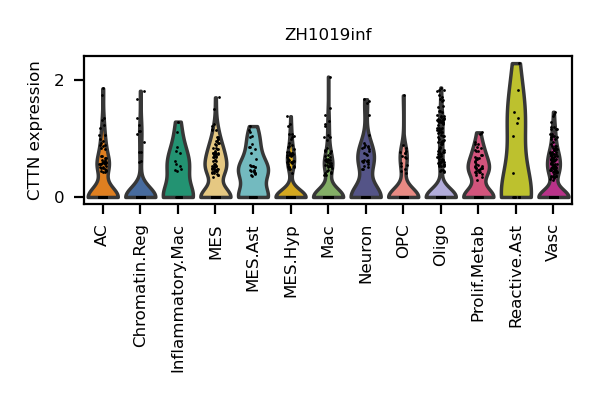 ZH1019inf
CTTN expression
2
0
AC
Chromatin.Reg
Inflammatory.Mac
MES
MES.Ast
MES.Hyp
Mac
Neuron
OPC
Oligo
Prolif.Metab
Reactive.Ast
Vasc